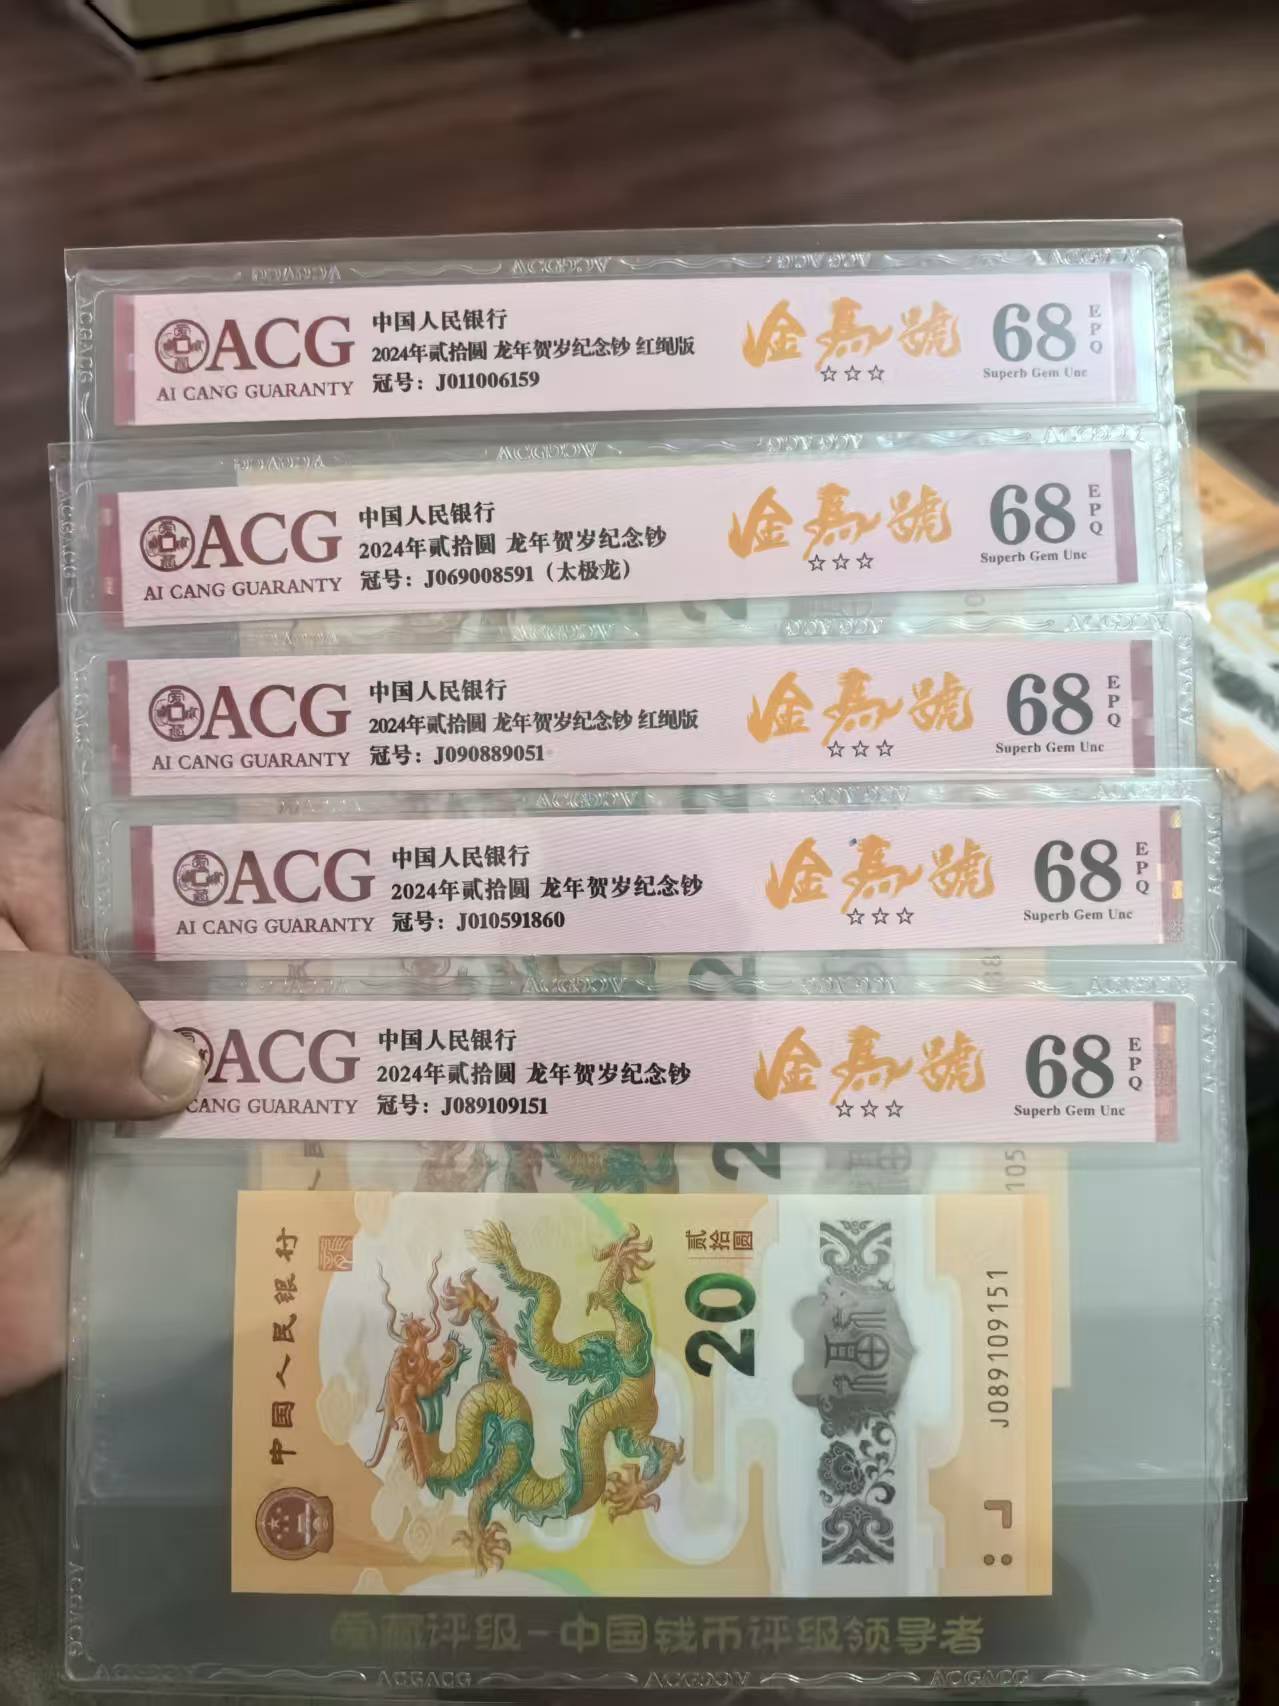 ACG
AI CANG GUARANTY
中国人民银行
2024年贰拾圆 龙年贺岁纪念钞 红绳版
冠号：J011006159
金馬號
☆☆☆
68
EPQ
Superb Gem Unc
ACG
AI CANG GUARANTY
中国人民银行
2024年贰拾圆 龙年贺岁纪念钞
冠号：J069008591（太极龙）
金馬號
☆☆☆
68
EPQ
Superb Gem Unc
ACG
AI CANG GUARANTY
中国人民银行
2024年贰拾圆 龙年贺岁纪念钞 红绳版
冠号：J090889051
金馬號
☆☆☆
68
EPQ
Superb Gem Unc
ACG
AI CANG GUARANTY
中国人民银行
2024年贰拾圆 龙年贺岁纪念钞
冠号：J010591860
金馬號
☆☆☆
68
EPQ
Superb Gem Unc
ACG
CANG GUARANTY
中国人民银行
2024年贰拾圆 龙年贺岁纪念钞
冠号：J089109151
金馬號
☆☆☆
68
EPQ
Superb Gem Unc
中国人民银行
贰拾圆
20
J089109151
爱藏评级-中国钱币评级领导者